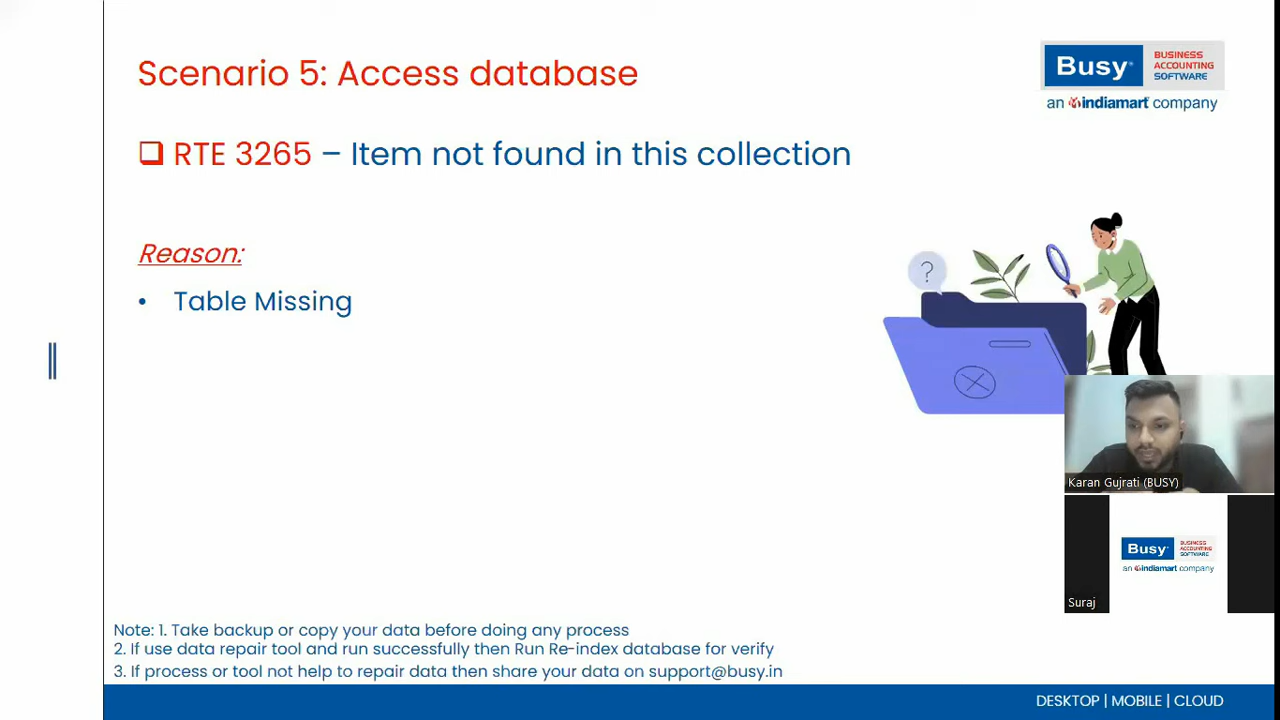 Scenario 5: Access database
Busy
BUSINESS
ACCOUNTING
SOFTWARE
an indiamart company
❑ RTE 3265 – Item not found in this collection
Reason:
• Table Missing
?
Karan Gujrati (BUSY)
Busy
BUSINESS
ACCOUNTING
SOFTWARE
an indiamart company
Suraj
Note: 1. Take backup or copy your data before doing any process
2. If use data repair tool and run successfully then Run Re-index database for verify
3. If process or tool not help to repair data then share your data on support@busy.in
DESKTOP | MOBILE | CLOUD